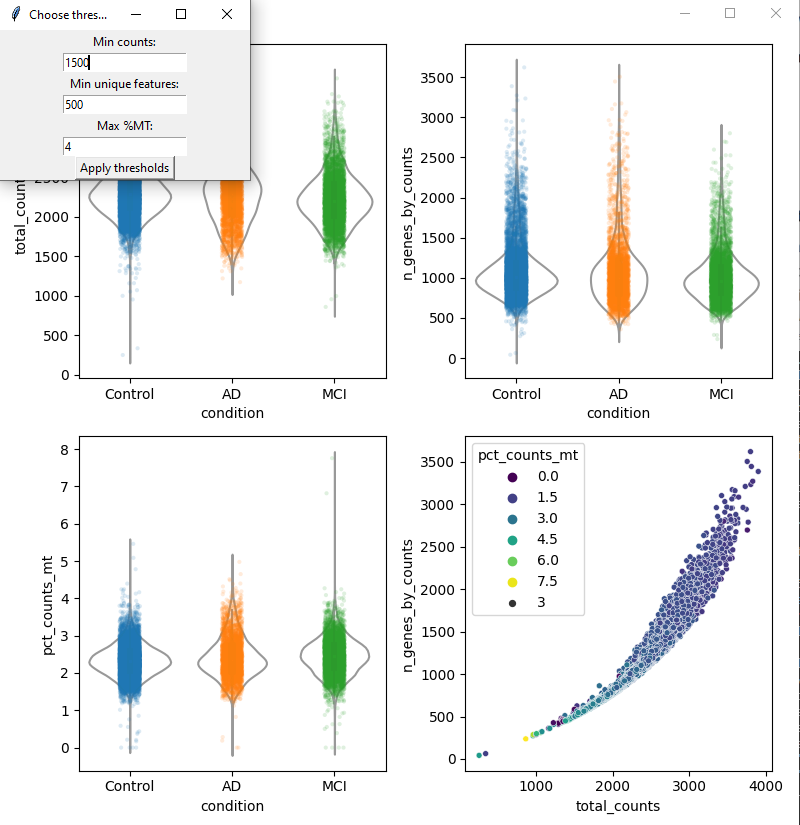 Choose thres...
Min counts:
1500
Min unique features:
500
Max %MT:
4
Apply thresholds
total_count
2000
1500
1000
500
0
Control AD MCI
condition
n_genes_by_counts
3500
3000
2500
2000
1500
1000
500
0
Control AD MCI
condition
pct_counts_mt
8
7
6
5
4
3
2
1
0
Control AD MCI
condition
n_genes_by_counts
3500
3000
2500
2000
1500
1000
500
0
pct_counts_mt
0.0
1.5
3.0
4.5
6.0
7.5
3
1000 2000 3000 4000
total_counts